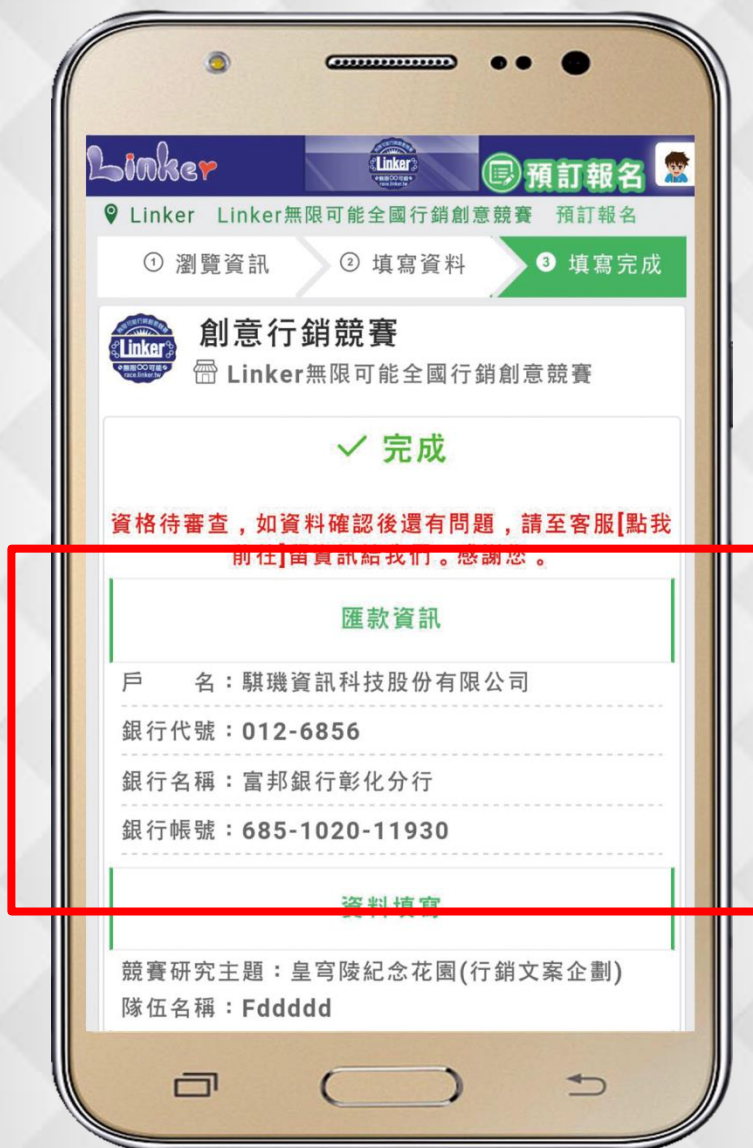 Linker
Linker
預訂報名
Linker Linker無限可能全國行銷創意競賽 預訂報名
① 瀏覽資訊 ② 填寫資料 ③ 填寫完成
Linker
無限∞可能
race.linker.tw
創意行銷競賽
Linker無限可能全國行銷創意競賽
完成
資格待審查，如資料確認後還有問題，請至客服[點我
前往]留資訊給我們。感謝您。
匯款資訊
戶 名：騏璣資訊科技股份有限公司
銀行代號：012-6856
銀行名稱：富邦銀行彰化分行
銀行帳號：685-1020-11930
資料填寫
競賽研究主題：皇穹陵紀念花園(行銷文案企劃)
隊伍名稱：Fddddd